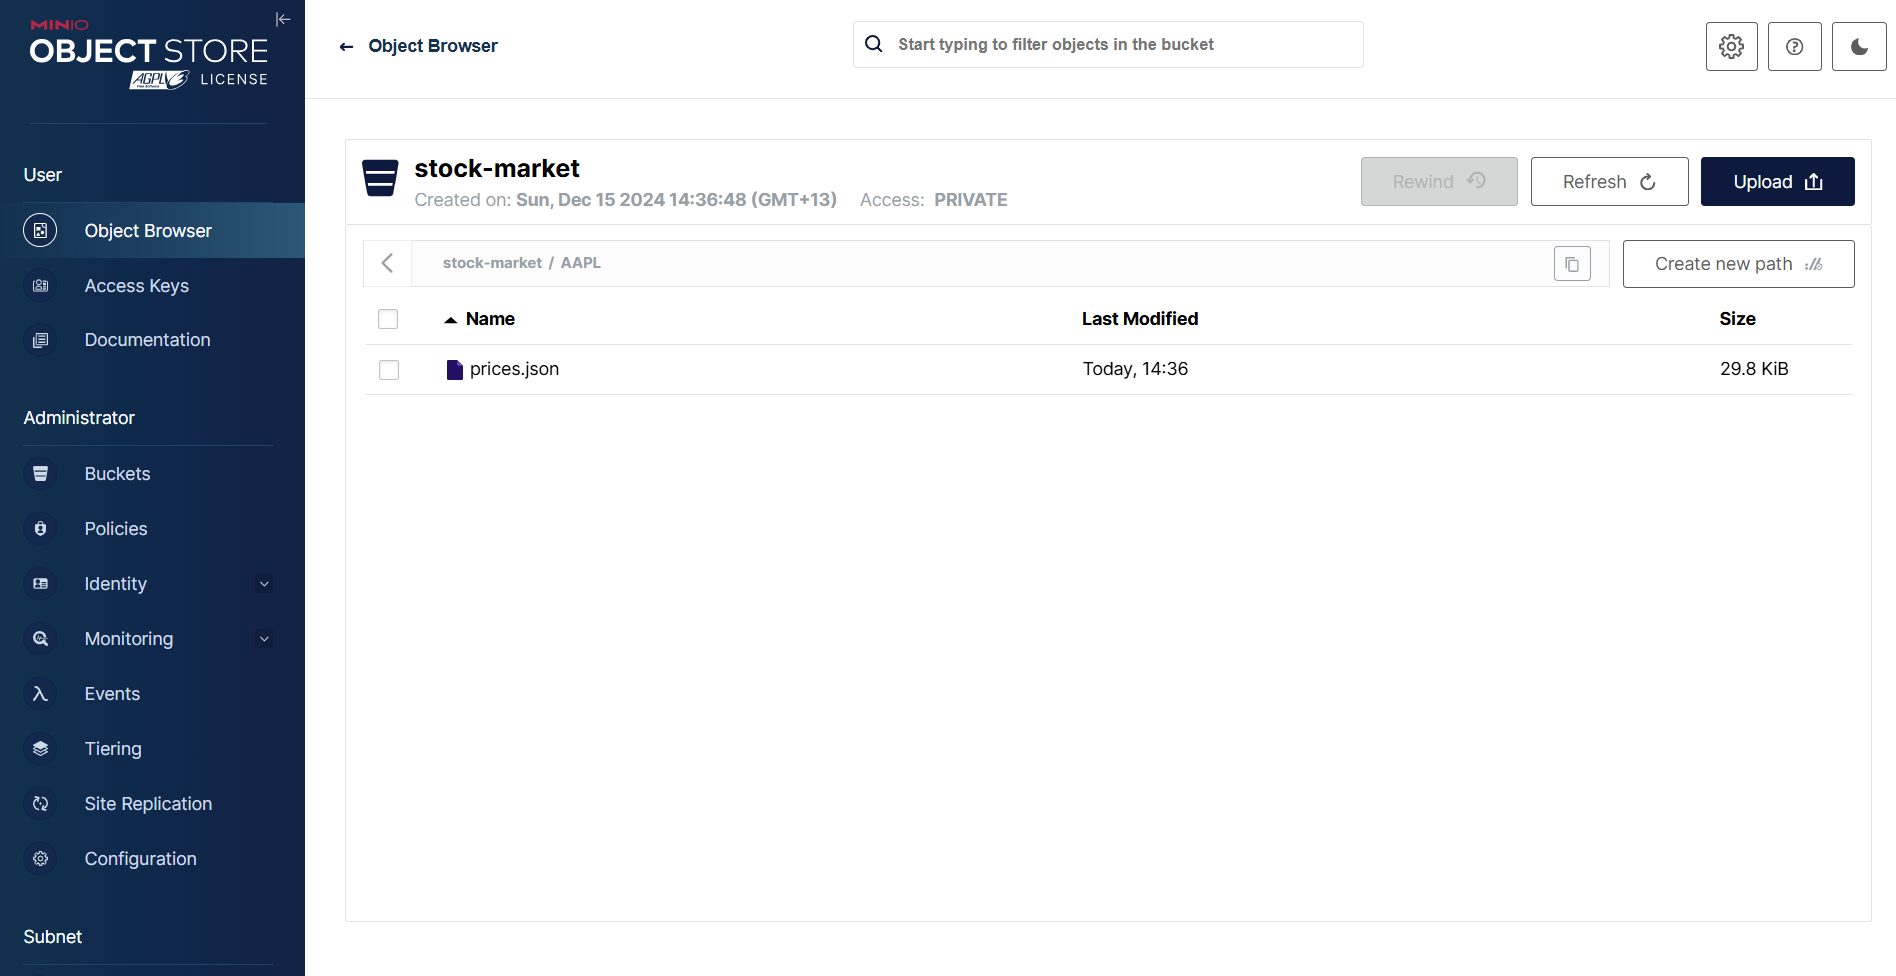 MINIO
OBJECT STORE
AGPLv3 LICENSE
Free Software
Object Browser
Start typing to filter objects in the bucket
stock-market
Created on: Sun, Dec 15 2024 14:36:48 (GMT+13) Access: PRIVATE
Rewind
Refresh
Upload
stock-market / AAPL
Create new path
Name Last Modified Size
prices.json Today, 14:36 29.8 KiB
User
Object Browser
Access Keys
Documentation
Administrator
Buckets
Policies
Identity
Monitoring
Events
Tiering
Site Replication
Configuration
Subnet